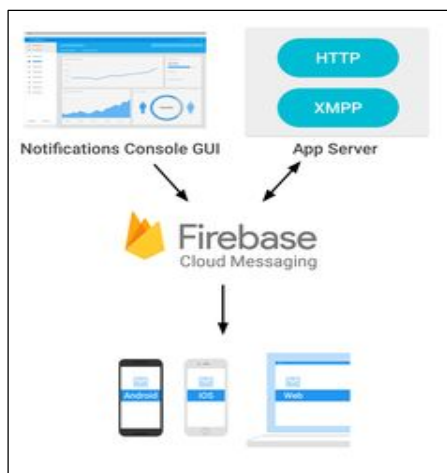 HTTP
XMPP
Notifications Console GUI
App Server
Firebase
Cloud Messaging
Android
iOS
Web